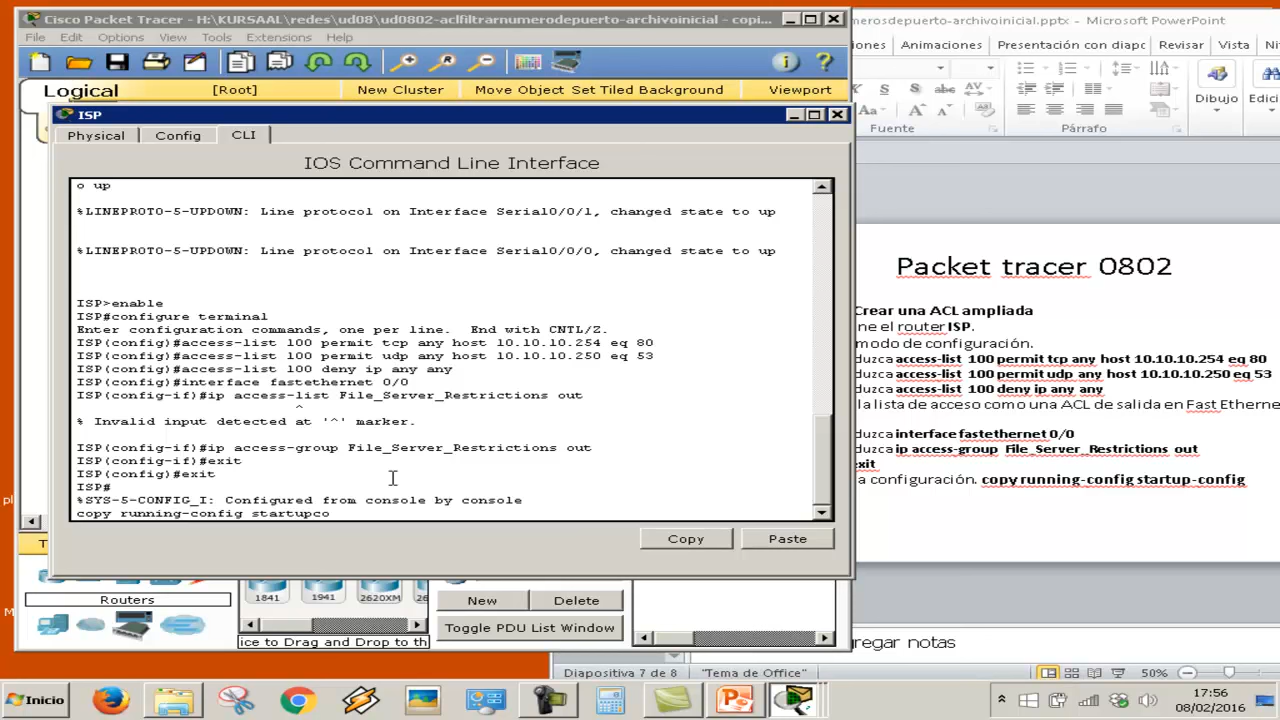 Cisco Packet Tracer - H:\KURSAAL\redes\ud08\ud0802-aclfiltrarnumerodepuerto-archivoinicial - copi...
File Edit Options View Tools Extensions Help
Logical [Root] New Cluster Move Object Set Tiled Background Viewport
ISP
Physical Config CLI
IOS Command Line Interface
o up
%LINEPROTO-5-UPDOWN: Line protocol on Interface Serial0/0/1, changed state to up
%LINEPROTO-5-UPDOWN: Line protocol on Interface Serial0/0/0, changed state to up
ISP>enable
ISP#configure terminal
Enter configuration commands, one per line.  End with CNTL/Z.
ISP(config)#access-list 100 permit tcp any host 10.10.10.254 eq 80
ISP(config)#access-list 100 permit udp any host 10.10.10.250 eq 53
ISP(config)#access-list 100 deny ip any any
ISP(config)#interface fastethernet 0/0
ISP(config-if)#ip access-list File_Server_Restrictions out
^
% Invalid input detected at '^' marker.
ISP(config-if)#ip access-group File_Server_Restrictions out
ISP(config-if)#exit
ISP(config)#exit
ISP#
%SYS-5-CONFIG_I: Configured from console by console
copy running-config startupco
Copy Paste
Routers
1841 1941 2620XM 26
New Delete
Toggle PDU List Window
ice to Drag and Drop to th
nerosdepuerto-archivoinicial.pptx - Microsoft PowerPoint
iones Animaciones Presentación con diapc Revisar Vista
Dibujo Edici
Fuente Párrafo
Packet tracer 0802
Crear una ACL ampliada
ne el router ISP.
modo de configuración.
duzca access-list 100 permit tcp any host 10.10.10.254 eq 80
duzca access-list 100 permit udp any host 10.10.10.250 eq 53
duzca access-list 100 deny ip any any
la lista de acceso como una ACL de salida en Fast Etherne
duzca interface fastethernet 0/0
duzca ip access-group File_Server_Restrictions out
exit
a configuración. copy running-config startup-config
gregar notas
Diapositiva 7 de 8 "Tema de Office" 50%
Inicio
17:56
08/02/2016